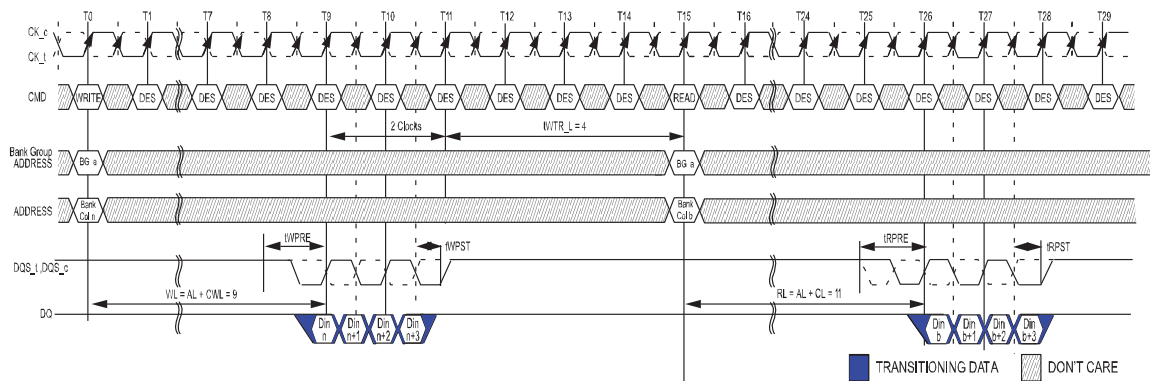 T0 T1 T7 T8 T9 T10 T11 T12 T13 T14 T15 T16 T24 T25 T26 T27 T28 T29
CK_c
CK_t
CMD WRITE DES DES DES DES DES DES DES DES DES READ DES DES DES DES DES DES DES
2 Clocks tWTR_L = 4
Bank Group
ADDRESS BG a BG a
ADDRESS Bank Col n Bank Col b
tWPRE tWPST tRPRE tRPST
DQS_t ,DQS_c
WL = AL + CWL = 9 RL = AL + CL = 11
DQ Din n Din n+1 Din n+2 Din n+3 Din b Din b+1 Din b+2 Din b+3
TRANSITIONING DATA DON'T CARE